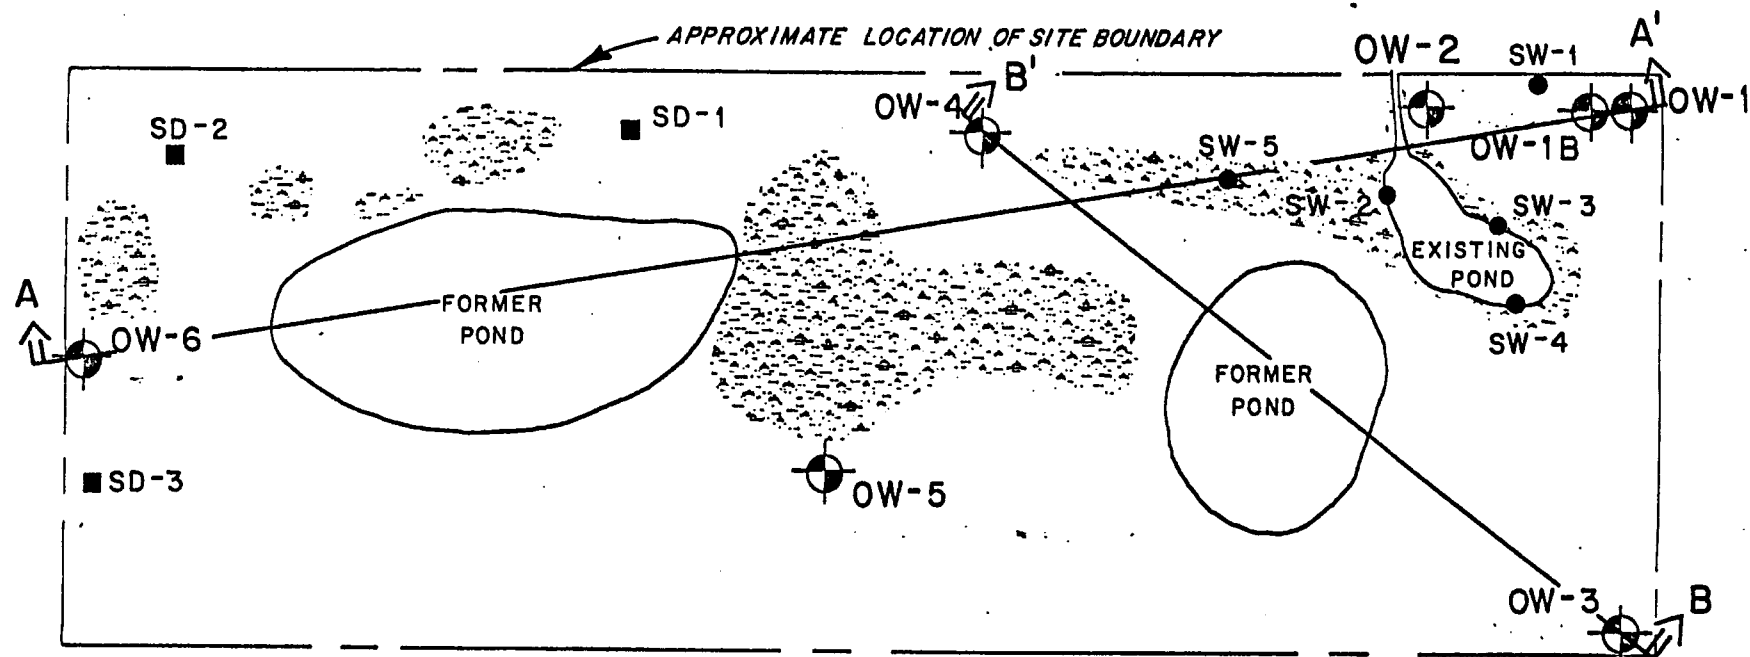 APPROXIMATE LOCATION OF SITE BOUNDARY
A'
OW-2
SW-1
B'
OW-4
OW-1
SD-1
SD-2
SW-5
OW-1B
SW-2
SW-3
EXISTING
POND
A
FORMER
POND
OW-6
SW-4
FORMER
POND
SD-3
OW-5
OW-3
B